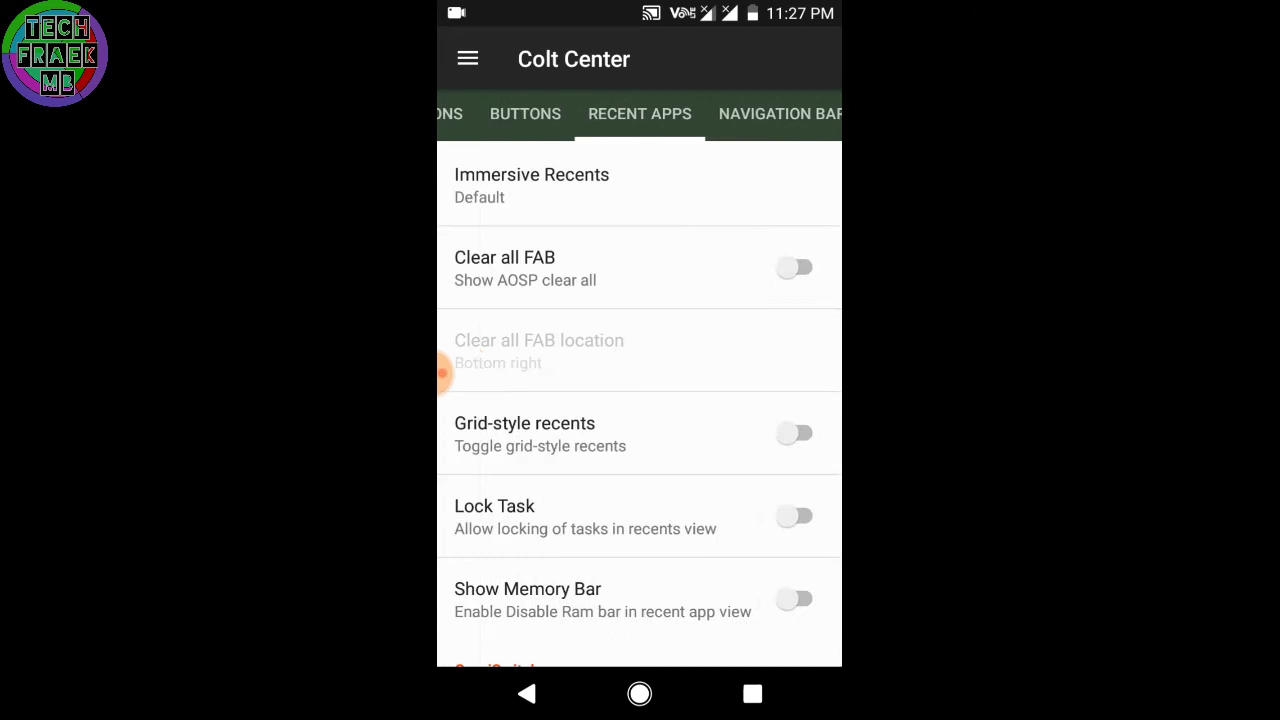 TECH
FRAEK
MB
11:27 PM
Colt Center
ONS BUTTONS RECENT APPS NAVIGATION BAR
Immersive Recents
Default
Clear all FAB
Show AOSP clear all
Clear all FAB location
Bottom right
Grid-style recents
Toggle grid-style recents
Lock Task
Allow locking of tasks in recents view
Show Memory Bar
Enable Disable Ram bar in recent app view